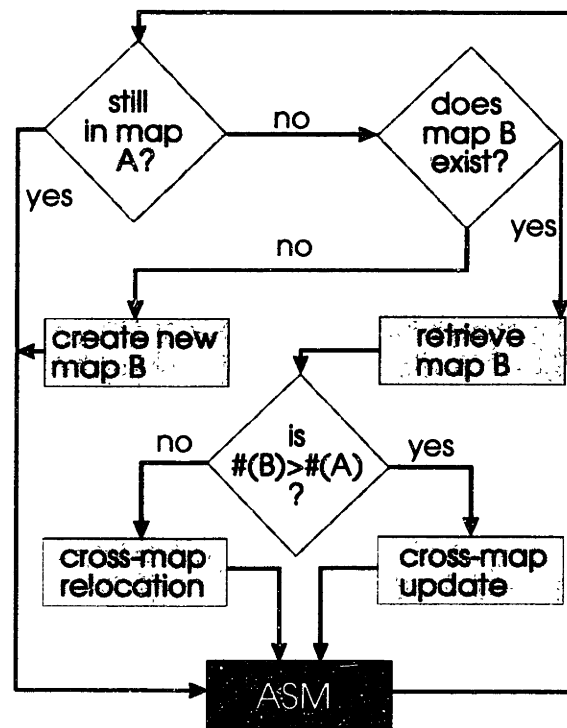 still
in map
A?
no
does
map B
exist?
yes
yes
no
create new
map B
retrieve
map B
is
#(B)>#(A)
?
no
yes
cross-map
relocation
cross-map
update
ASM